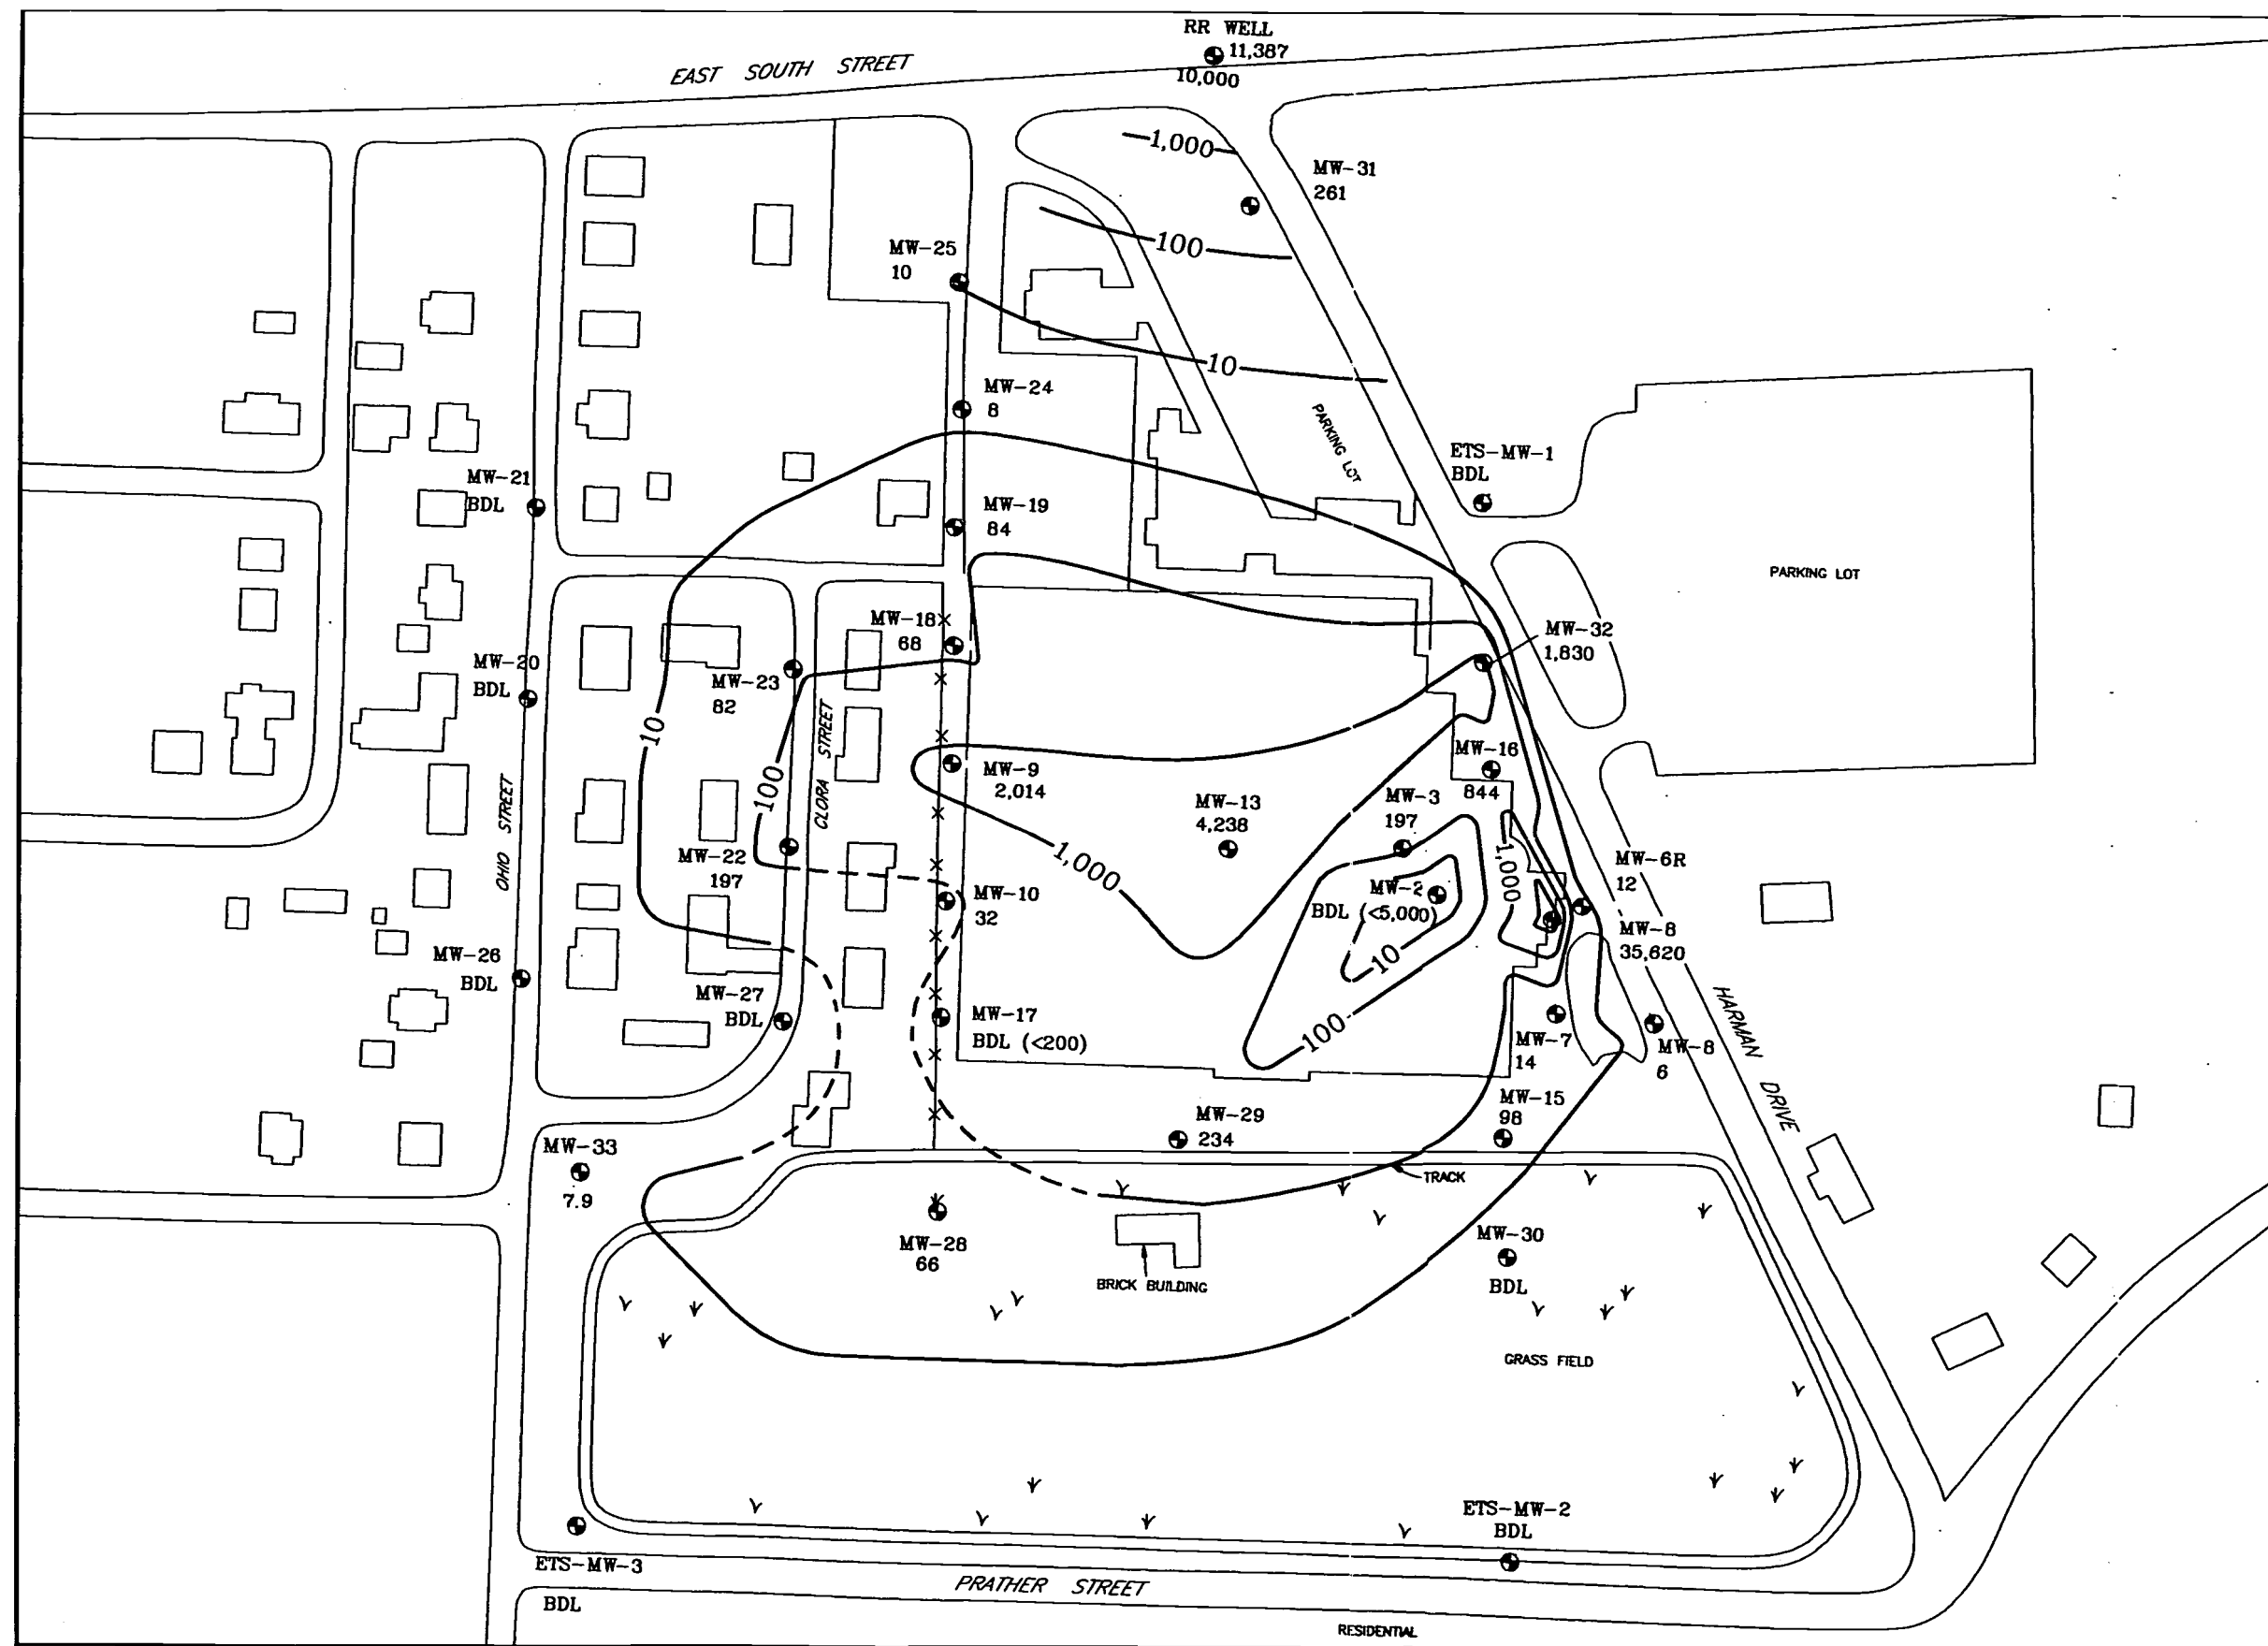 RR WELL
11,387
10,000
EAST SOUTH STREET
1,000
MW-31
261
100
MW-25
10
10
MW-24
8
PARKING LOT
ETS-MW-1
BDL
MW-21
BDL
MW-19
84
PARKING LOT
MW-18
68
MW-32
1,830
MW-20
BDL
MW-23
82
10
CLORA STREET
100
MW-16
844
MW-9
2,014
MW-13
4,238
MW-3
197
OHIO STREET
1,000
1,000
MW-22
197
MW-6R
12
MW-2
BDL (<5,000)
MW-10
32
MW-8
35,620
10
MW-26
BDL
MW-27
BDL
MW-17
BDL (<200)
100
HARMAN DRIVE
MW-7
14
MW-8
6
MW-15
98
MW-29
234
MW-33
7.9
TRACK
MW-28
66
MW-30
BDL
BRICK BUILDING
GRASS FIELD
ETS-MW-2
BDL
ETS-MW-3
BDL
PRATHER STREET
RESIDENTIAL